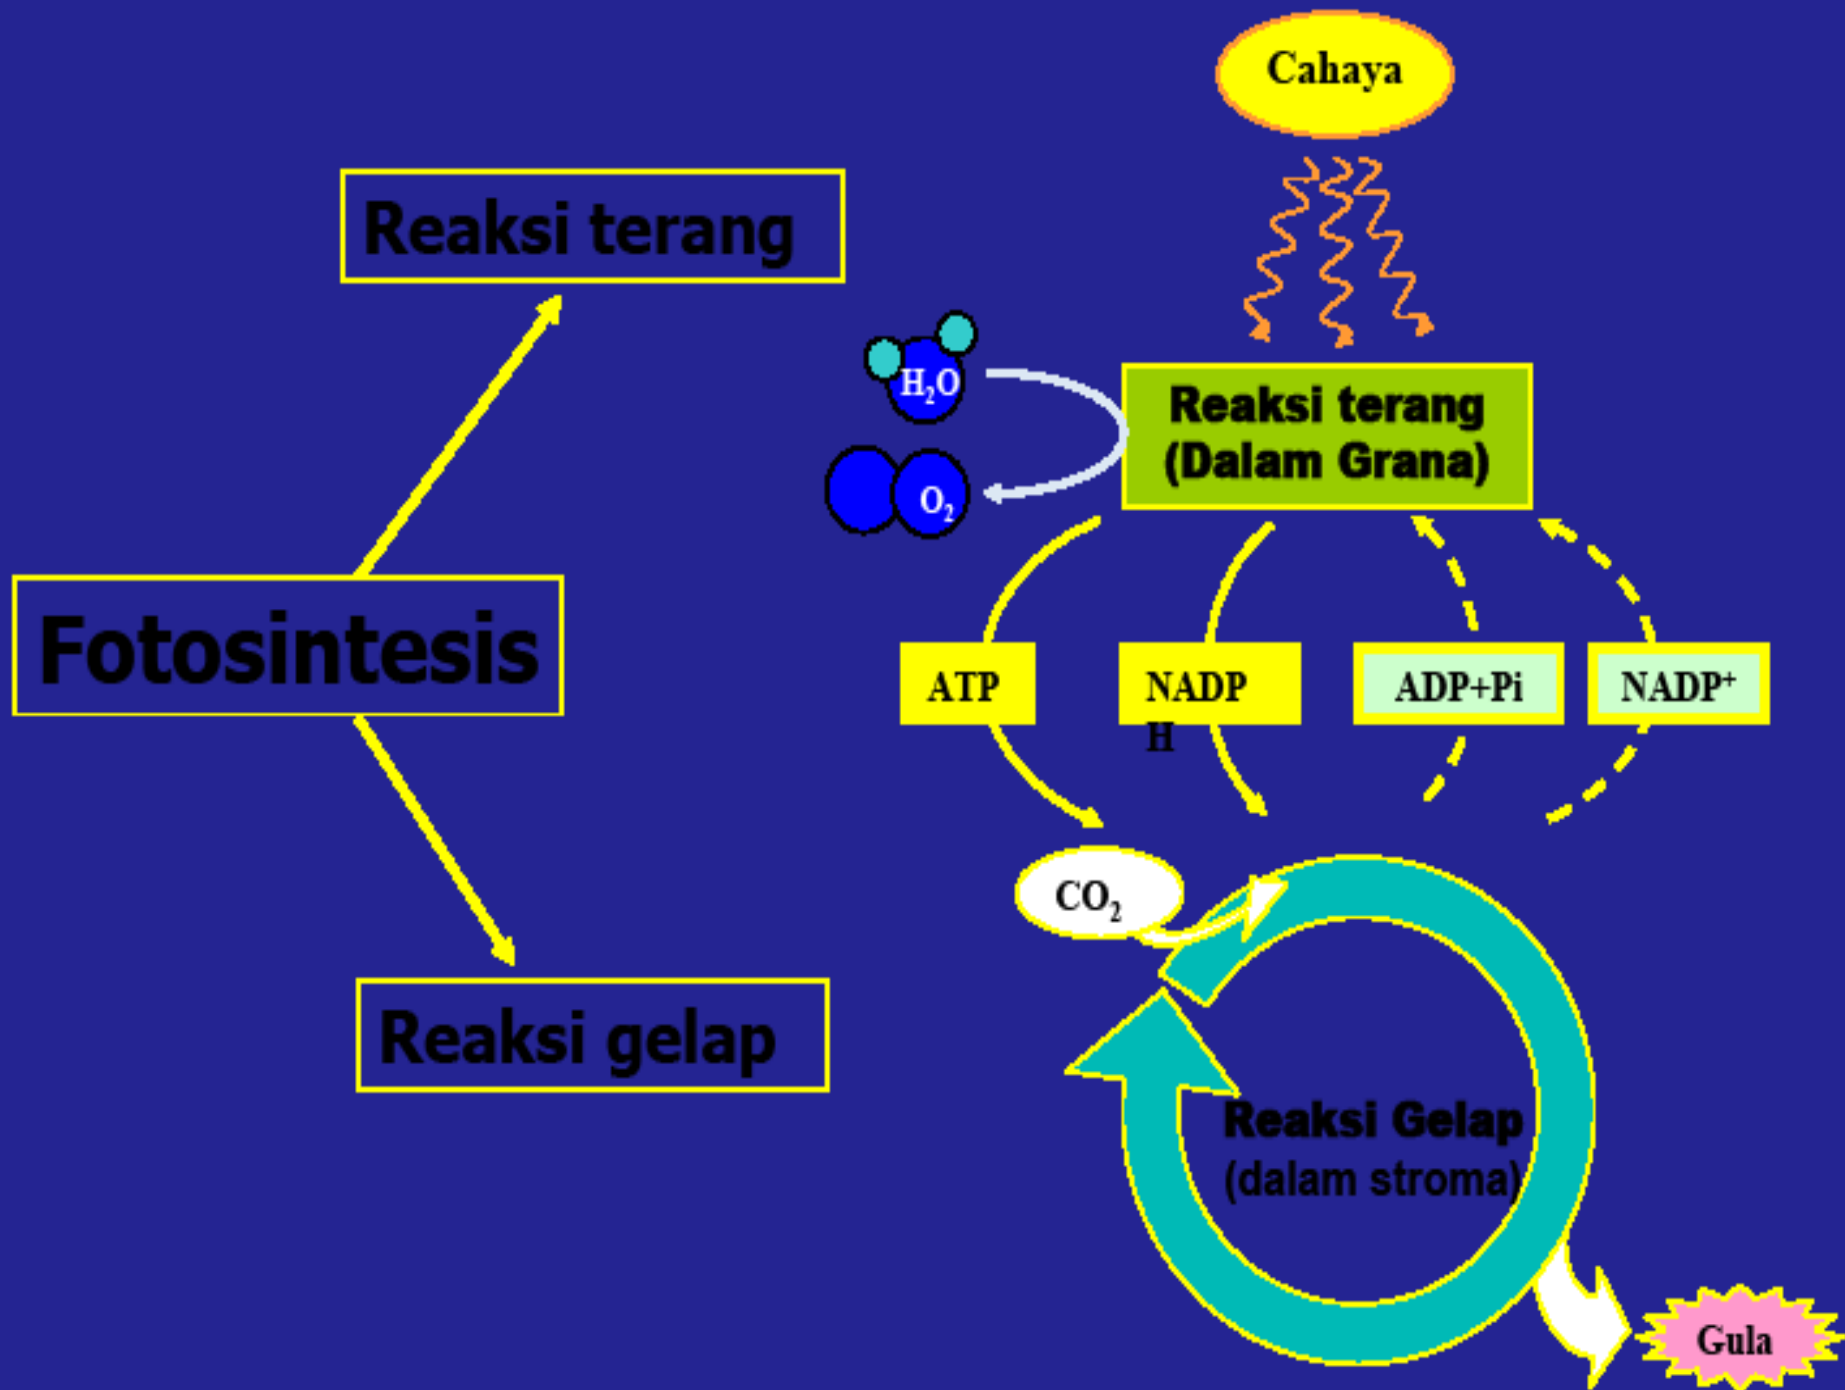 Cahaya
Reaksi terang
H₂O
Reaksi terang
(Dalam Grana)
O₂
Fotosintesis
ATP
NADP
H
ADP+Pi
NADP⁺
CO₂
Reaksi gelap
Reaksi Gelap
(dalam stroma)
Gula